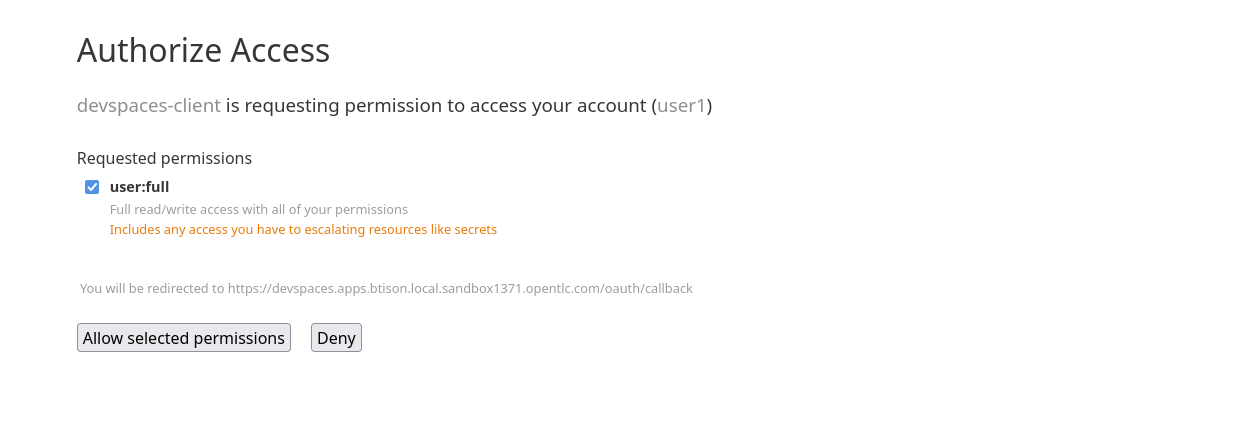 Authorize Access
devspaces-client is requesting permission to access your account (user1)
Requested permissions
user:full
Full read/write access with all of your permissions
Includes any access you have to escalating resources like secrets
You will be redirected to https://devspaces.apps.btison.local.sandbox1371.opentlc.com/oauth/callback
Allow selected permissions Deny